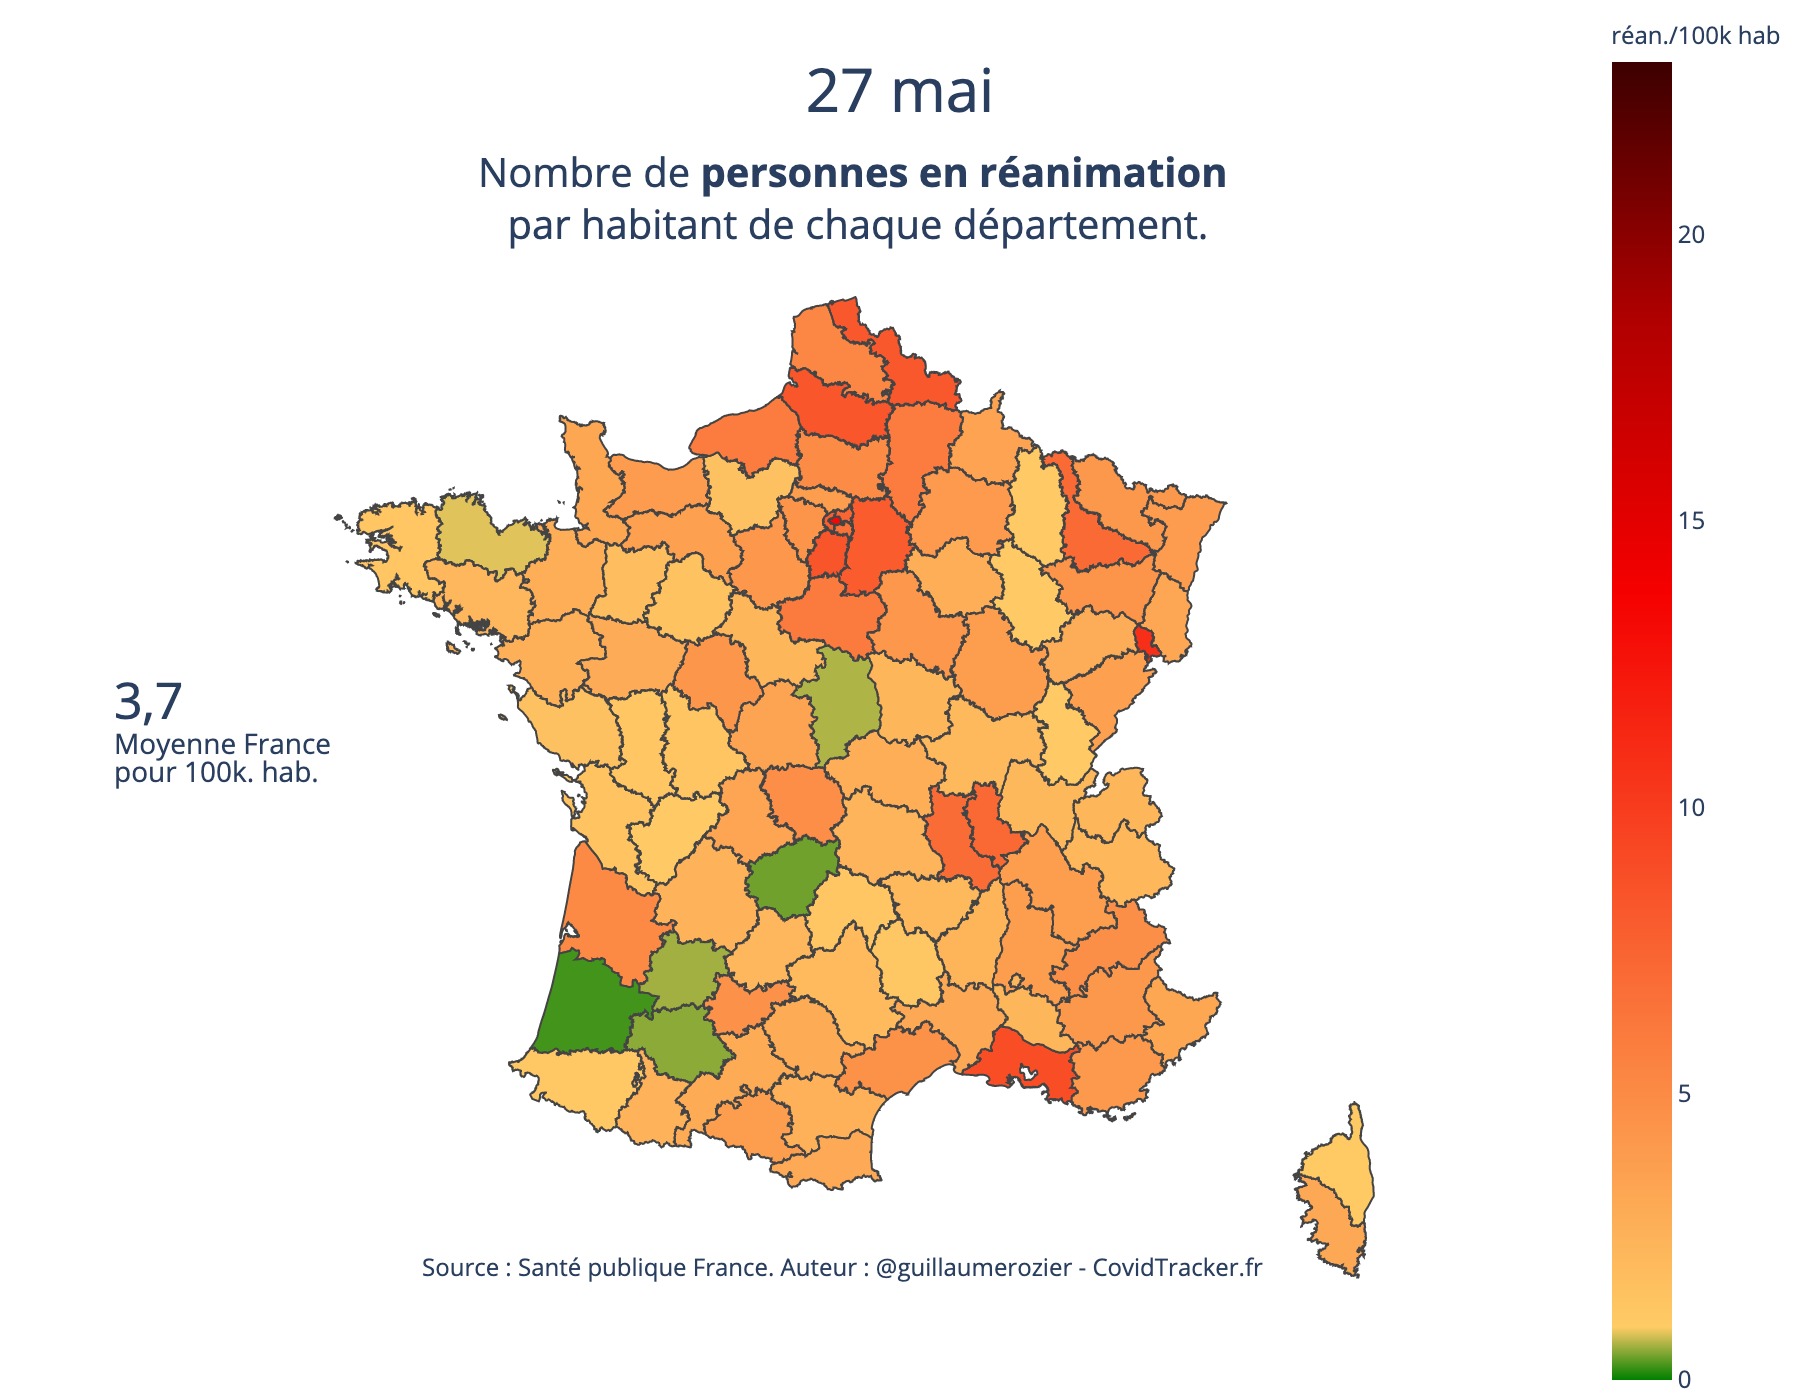 réan./100k hab
27 mai
Nombre de personnes en réanimation
par habitant de chaque département.
20
15
3,7
Moyenne France
pour 100k. hab.
10
5
Source : Santé publique France. Auteur : @guillaumerozier - CovidTracker.fr
0